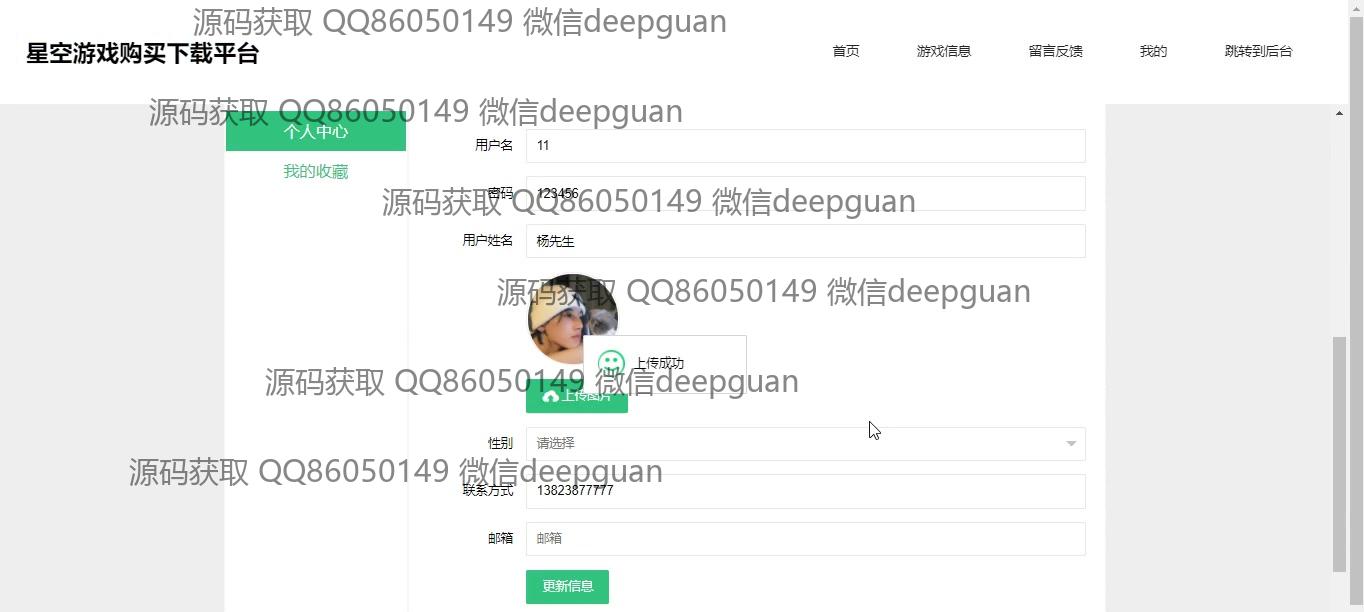 源码获取 QQ86050149 微信deepguan
星空游戏购买下载平台
首页 游戏信息 留言反馈 我的 跳转到后台
源码获取 QQ86050149 微信deepguan
个人中心
我的收藏
用户名 11
密码 123456
源码获取 QQ86050149 微信deepguan
用户姓名 杨先生
源码获取 QQ86050149 微信deepguan
上传成功
源码获取 QQ86050149 微信deepguan
上传图片
性别 请选择
源码获取 QQ86050149 微信deepguan
联系方式 13823877777
邮箱 邮箱
更新信息